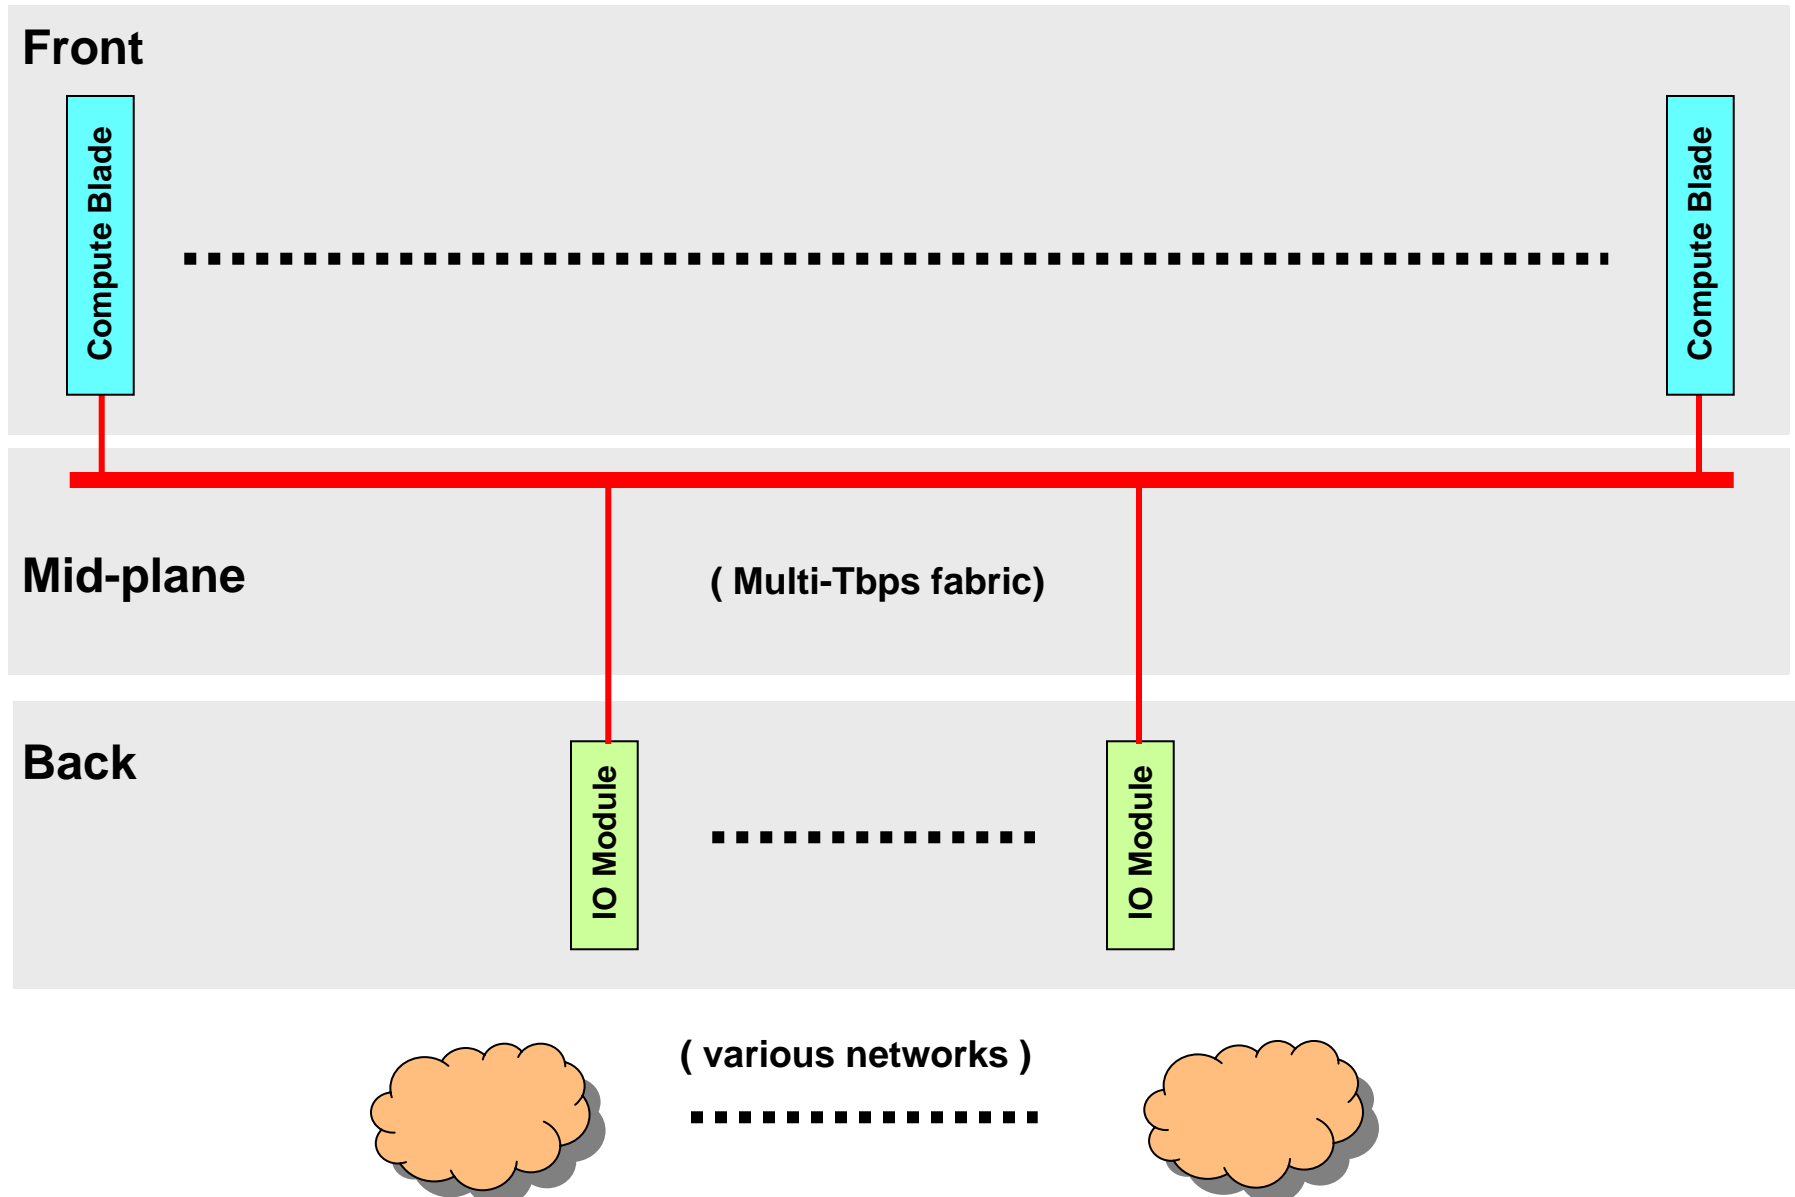 Front
Compute Blade
Compute Blade
Mid-plane
( Multi-Tbps fabric)
Back
IO Module
IO Module
( various networks )